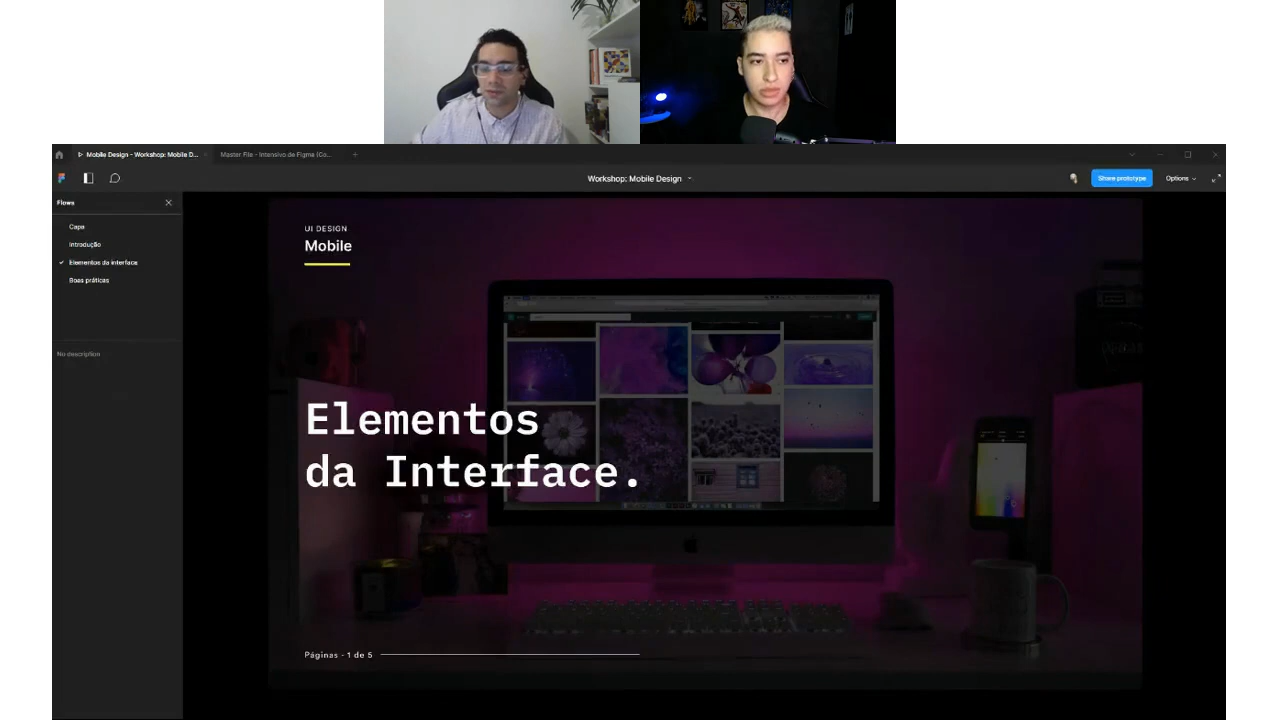 Mobile Design - Workshop: Mobile D...
Master File - Intensivo de Figma (Co...
Workshop: Mobile Design
Share prototype
Options
Flows
Capa
Introdução
Elementos da interface
Boas práticas
No description
UI DESIGN
Mobile
Elementos
da Interface.
Páginas - 1 de 5